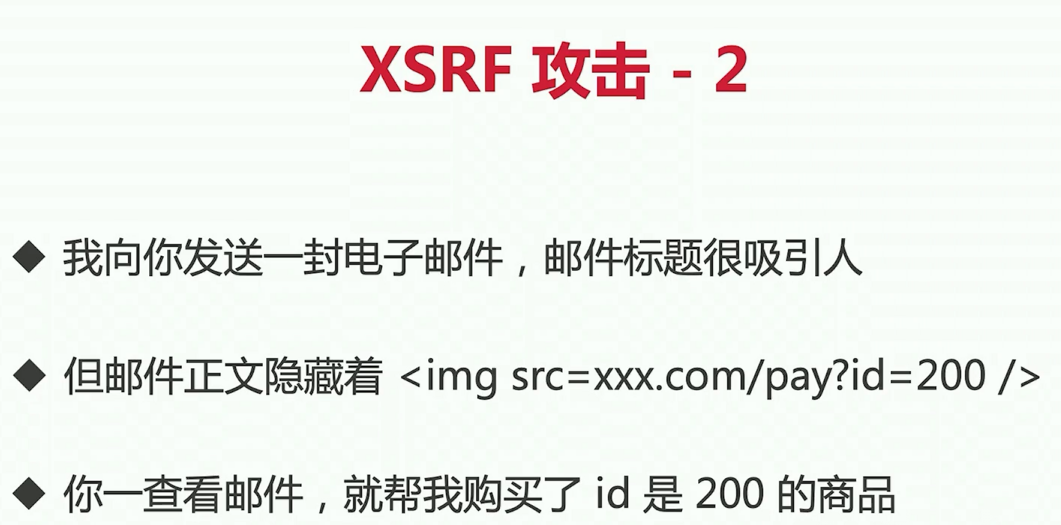 XSRF 攻击 - 2
◆ 我向你发送一封电子邮件，邮件标题很吸引人
◆ 但邮件正文隐藏着 <img src=xxx.com/pay?id=200 />
◆ 你一查看邮件，就帮我购买了 id 是 200 的商品